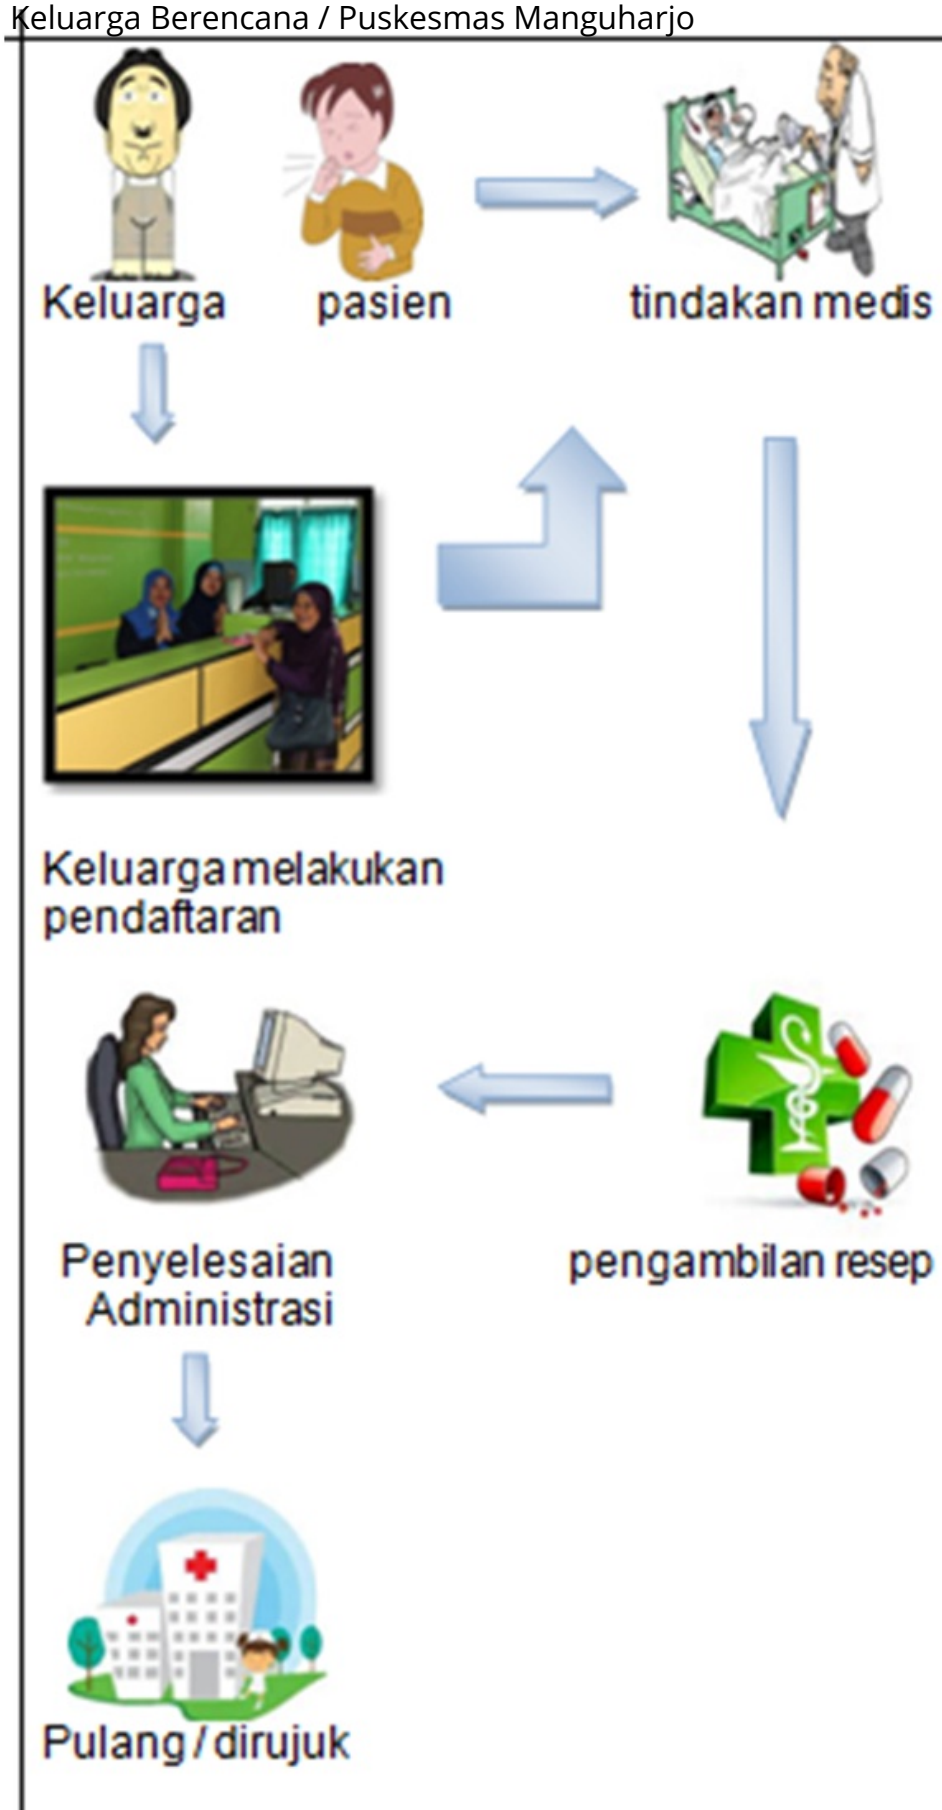 Keluarga Berencana / Puskesmas Manguharjo
Keluarga
pasien
tindakan medis
Keluarga melakukan
pendaftaran
Penyelesaian
Administrasi
pengambilan resep
Pulang / dirujuk